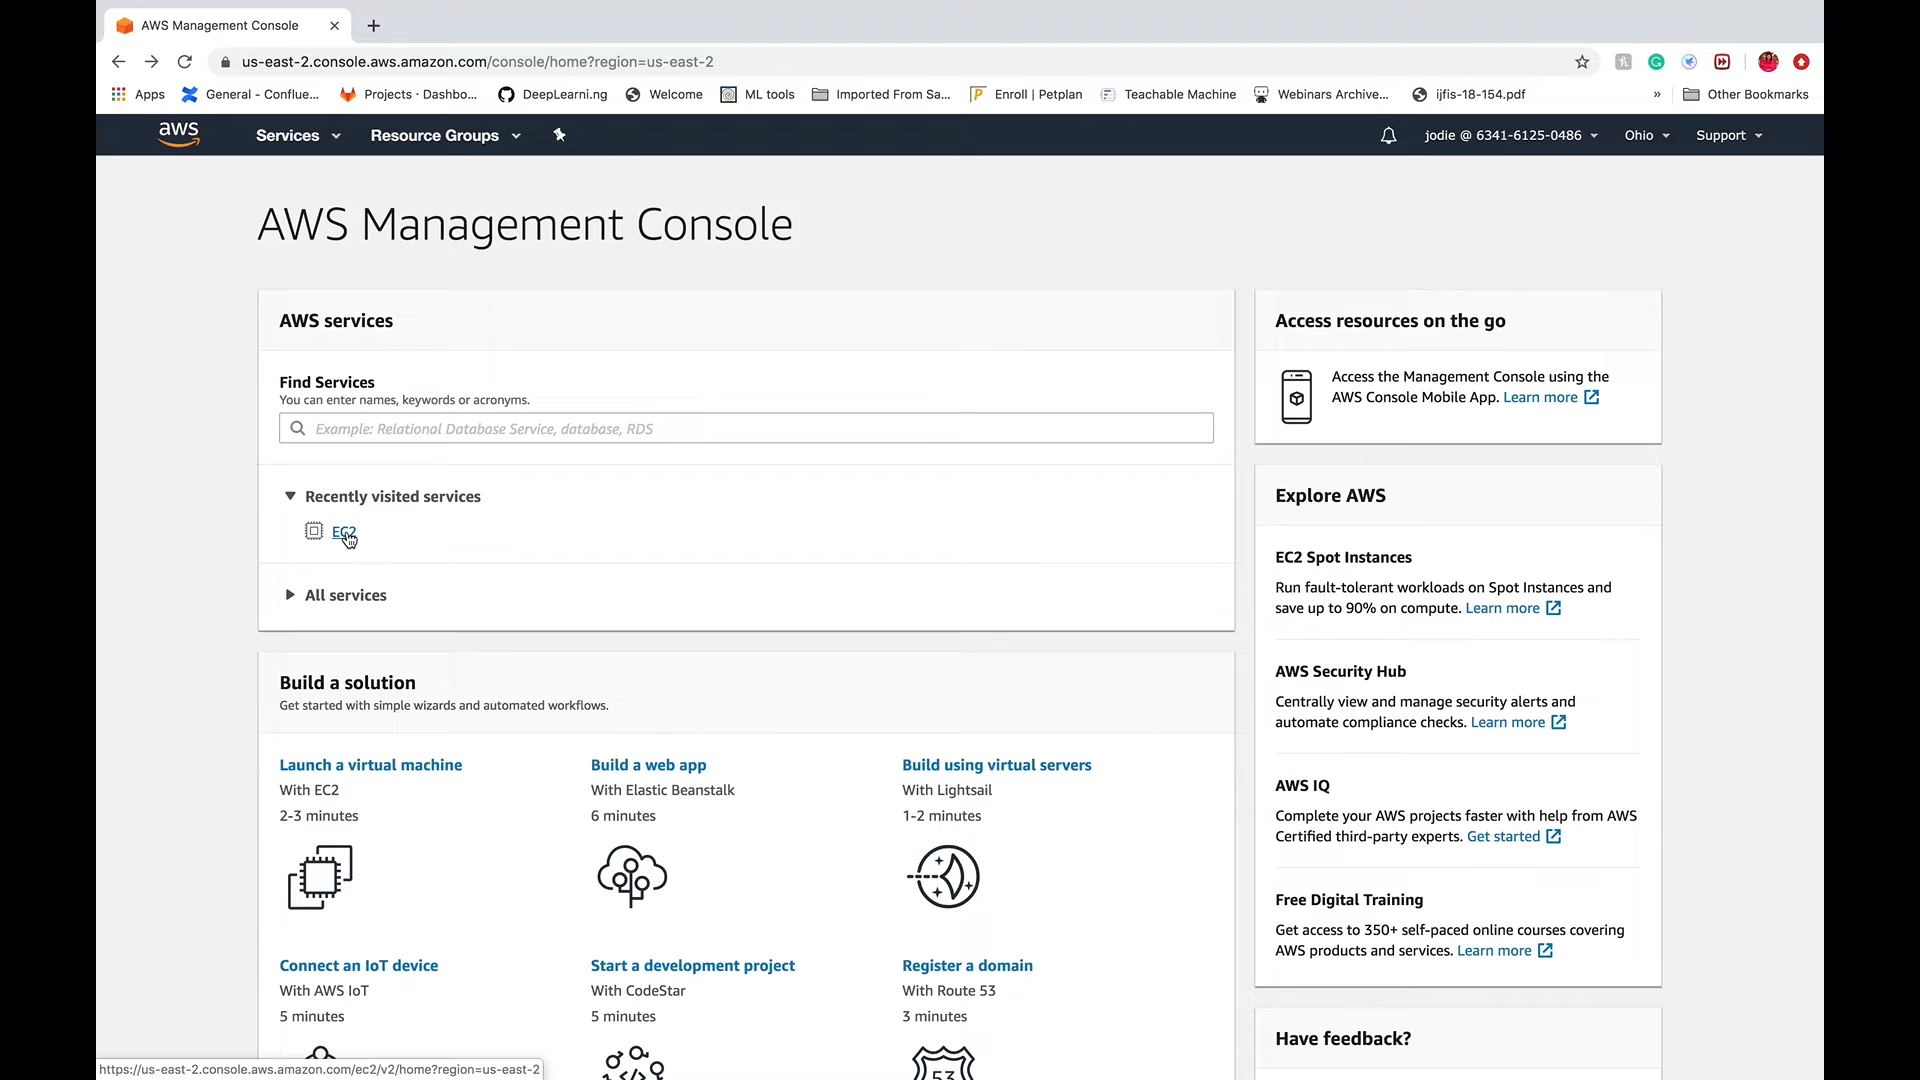 AWS Management Console
us-east-2.console.aws.amazon.com/console/home?region=us-east-2
Apps
General - Conflue...
Projects · Dashbo...
DeepLearni.ng
Welcome
ML tools
Imported From Sa...
Enroll | Petplan
Teachable Machine
Webinars Archive...
ijfis-18-154.pdf
»
Other Bookmarks
aws
Services
Resource Groups
jodie @ 6341-6125-0486
Ohio
Support
AWS Management Console
AWS services
Find Services
You can enter names, keywords or acronyms.
Example: Relational Database Service, database, RDS
Recently visited services
EC2
All services
Build a solution
Get started with simple wizards and automated workflows.
Launch a virtual machine
With EC2
2-3 minutes
Build a web app
With Elastic Beanstalk
6 minutes
Build using virtual servers
With Lightsail
1-2 minutes
Connect an IoT device
With AWS IoT
5 minutes
Start a development project
With CodeStar
5 minutes
Register a domain
With Route 53
3 minutes
53
Access resources on the go
Access the Management Console using the
AWS Console Mobile App. Learn more
Explore AWS
EC2 Spot Instances
Run fault-tolerant workloads on Spot Instances and
save up to 90% on compute. Learn more
AWS Security Hub
Centrally view and manage security alerts and
automate compliance checks. Learn more
AWS IQ
Complete your AWS projects faster with help from AWS
Certified third-party experts. Get started
Free Digital Training
Get access to 350+ self-paced online courses covering
AWS products and services. Learn more
Have feedback?
https://us-east-2.console.aws.amazon.com/ec2/v2/home?region=us-east-2